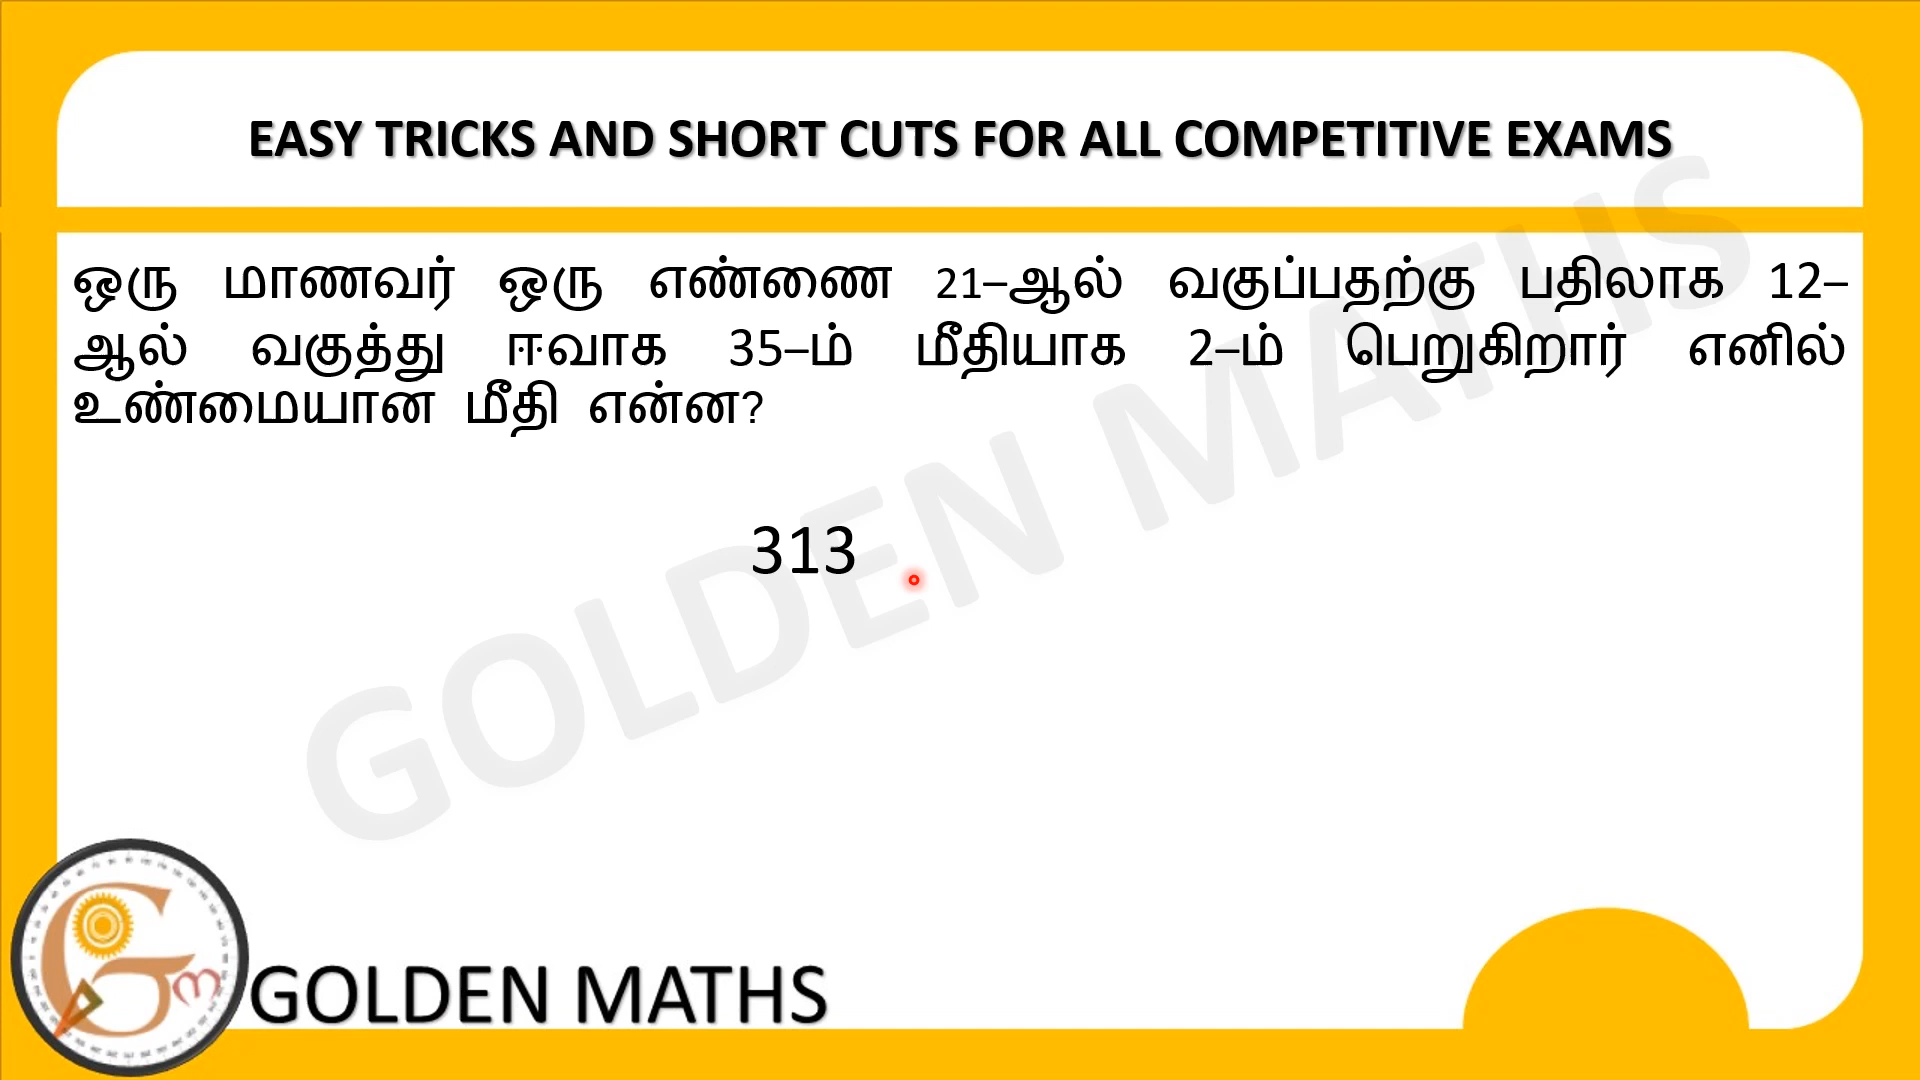 EASY TRICKS AND SHORT CUTS FOR ALL COMPETITIVE EXAMS
ஒரு மாணவர் ஒரு எண்ணை 21–ஆல் வகுப்பதற்கு பதிலாக 12–
ஆல் வகுத்து ஈவாக 35–ம் மீதியாக 2–ம் பெறுகிறார் எனில்
உண்மையான மீதி என்ன?
313
GOLDEN MATHS
Gm
GOLDEN MATHS